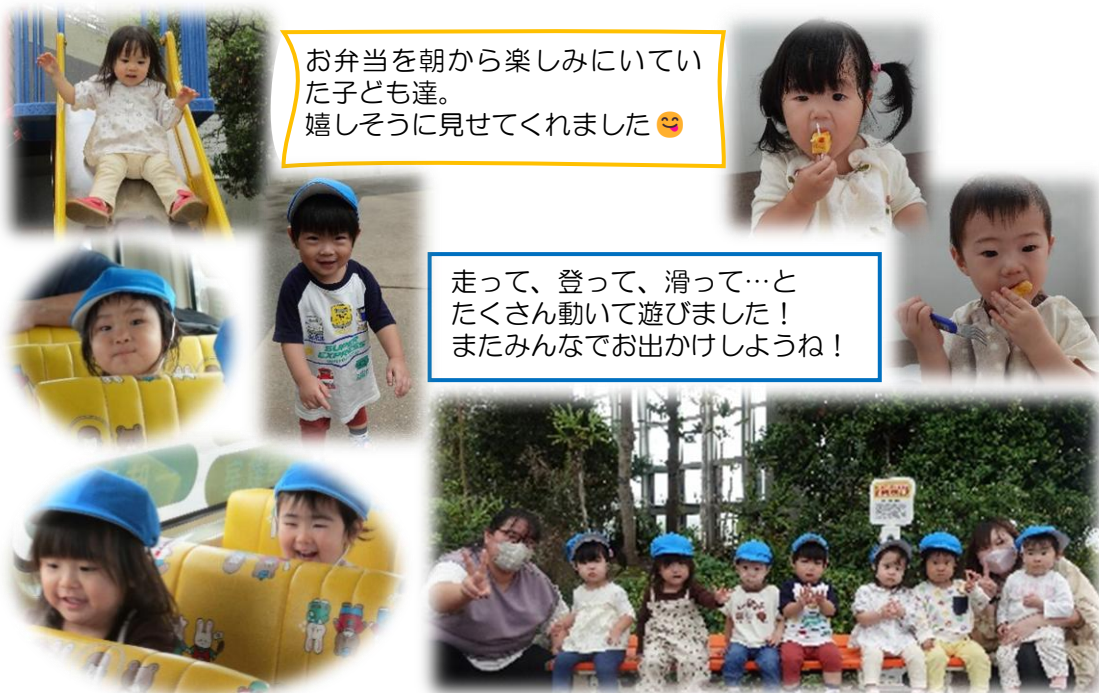 お弁当を朝から楽しみにいてい
た子ども達。
嬉しそうに見せてくれました😋
走って、登って、滑って…と
たくさん動いて遊びました！
またみんなでお出かけしようね！